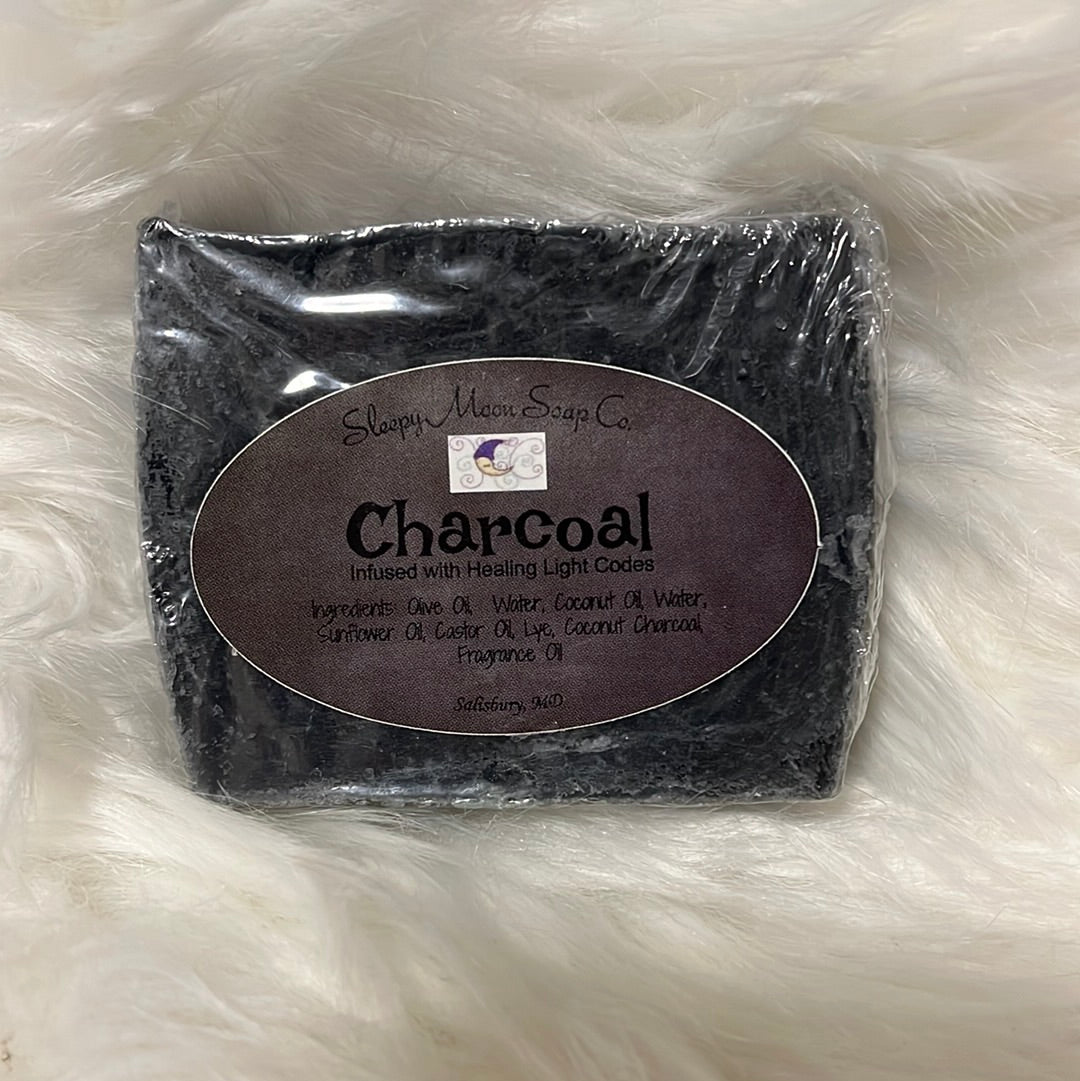 Sleepy Moon Soap Co.
Charcoal
Infused with Healing Light Codes
Ingredients: Olive Oil, Water, Coconut Oil, Water,
Sunflower Oil, Castor Oil, Lye, Coconut Charcoal,
Fragrance Oil
Salisbury, MD